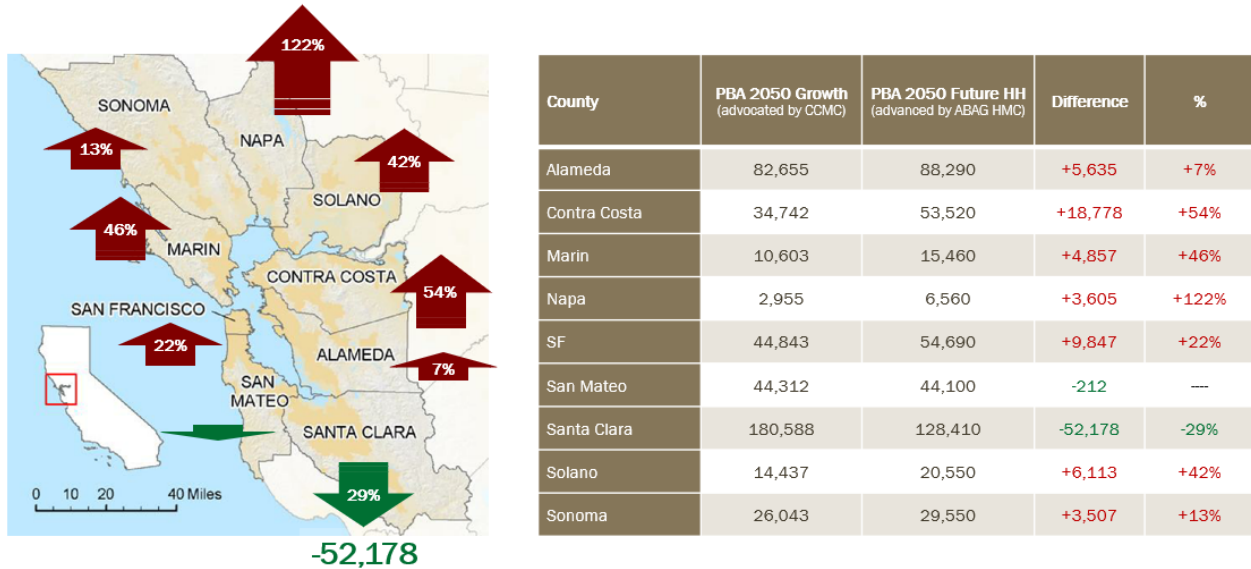 122%
SONOMA
NAPA
13%
42%
SOLANO
46%
MARIN
CONTRA COSTA
54%
SAN FRANCISCO
22%
ALAMEDA
7%
SAN
MATEO
SANTA CLARA
0 10 20 40 Miles
29%
-52,178
County PBA 2050 Growth (advocated by CCMC) PBA 2050 Future HH (advanced by ABAG HMC) Difference %
Alameda 82,655 88,290 +5,635 +7%
Contra Costa 34,742 53,520 +18,778 +54%
Marin 10,603 15,460 +4,857 +46%
Napa 2,955 6,560 +3,605 +122%
SF 44,843 54,690 +9,847 +22%
San Mateo 44,312 44,100 -212 ----
Santa Clara 180,588 128,410 -52,178 -29%
Solano 14,437 20,550 +6,113 +42%
Sonoma 26,043 29,550 +3,507 +13%